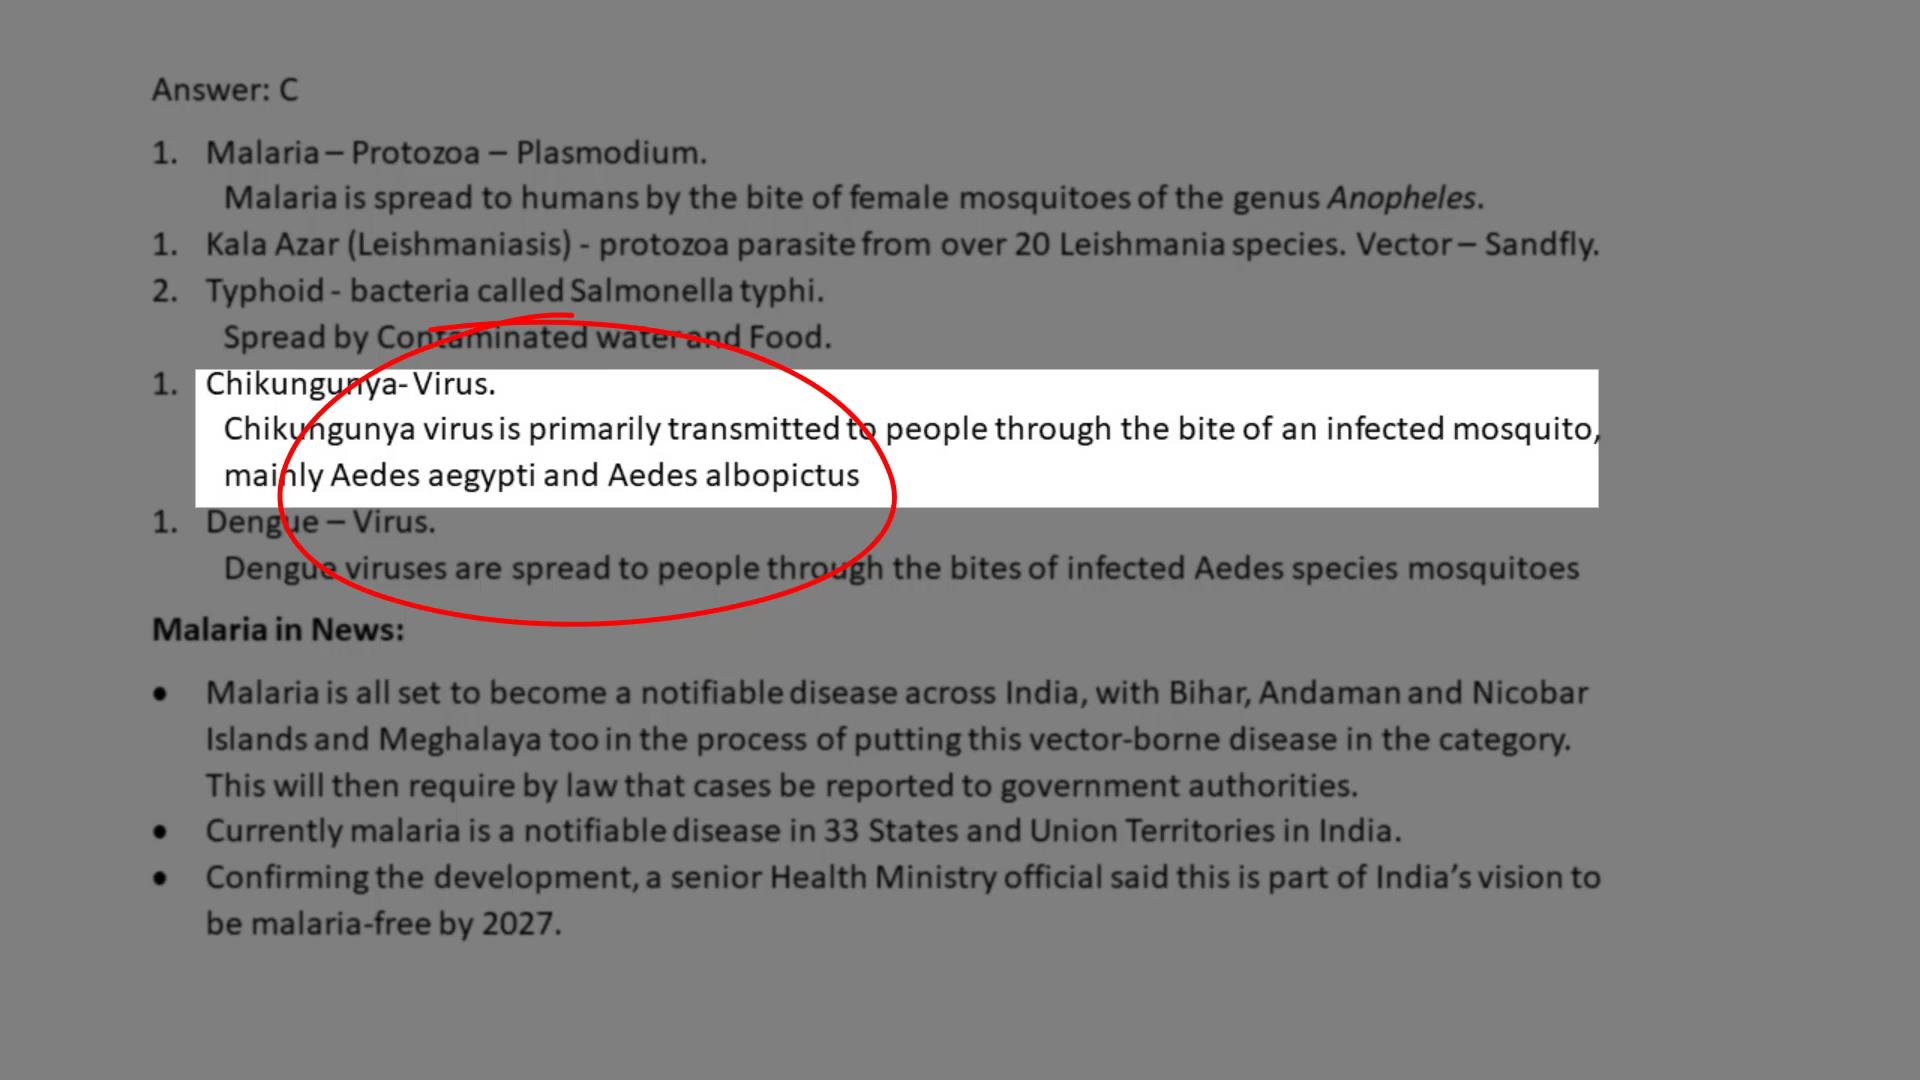 Answer: C
1. Malaria – Protozoa – Plasmodium.
Malaria is spread to humans by the bite of female mosquitoes of the genus Anopheles.
1. Kala Azar (Leishmaniasis) - protozoa parasite from over 20 Leishmania species. Vector – Sandfly.
2. Typhoid - bacteria called Salmonella typhi.
Spread by Contaminated water and Food.
1. Chikungunya- Virus.
Chikungunya virus is primarily transmitted to people through the bite of an infected mosquito,
mainly Aedes aegypti and Aedes albopictus
1. Dengue – Virus.
Dengue viruses are spread to people through the bites of infected Aedes species mosquitoes
Malaria in News:
• Malaria is all set to become a notifiable disease across India, with Bihar, Andaman and Nicobar
Islands and Meghalaya too in the process of putting this vector-borne disease in the category.
This will then require by law that cases be reported to government authorities.
• Currently malaria is a notifiable disease in 33 States and Union Territories in India.
• Confirming the development, a senior Health Ministry official said this is part of India’s vision to
be malaria-free by 2027.